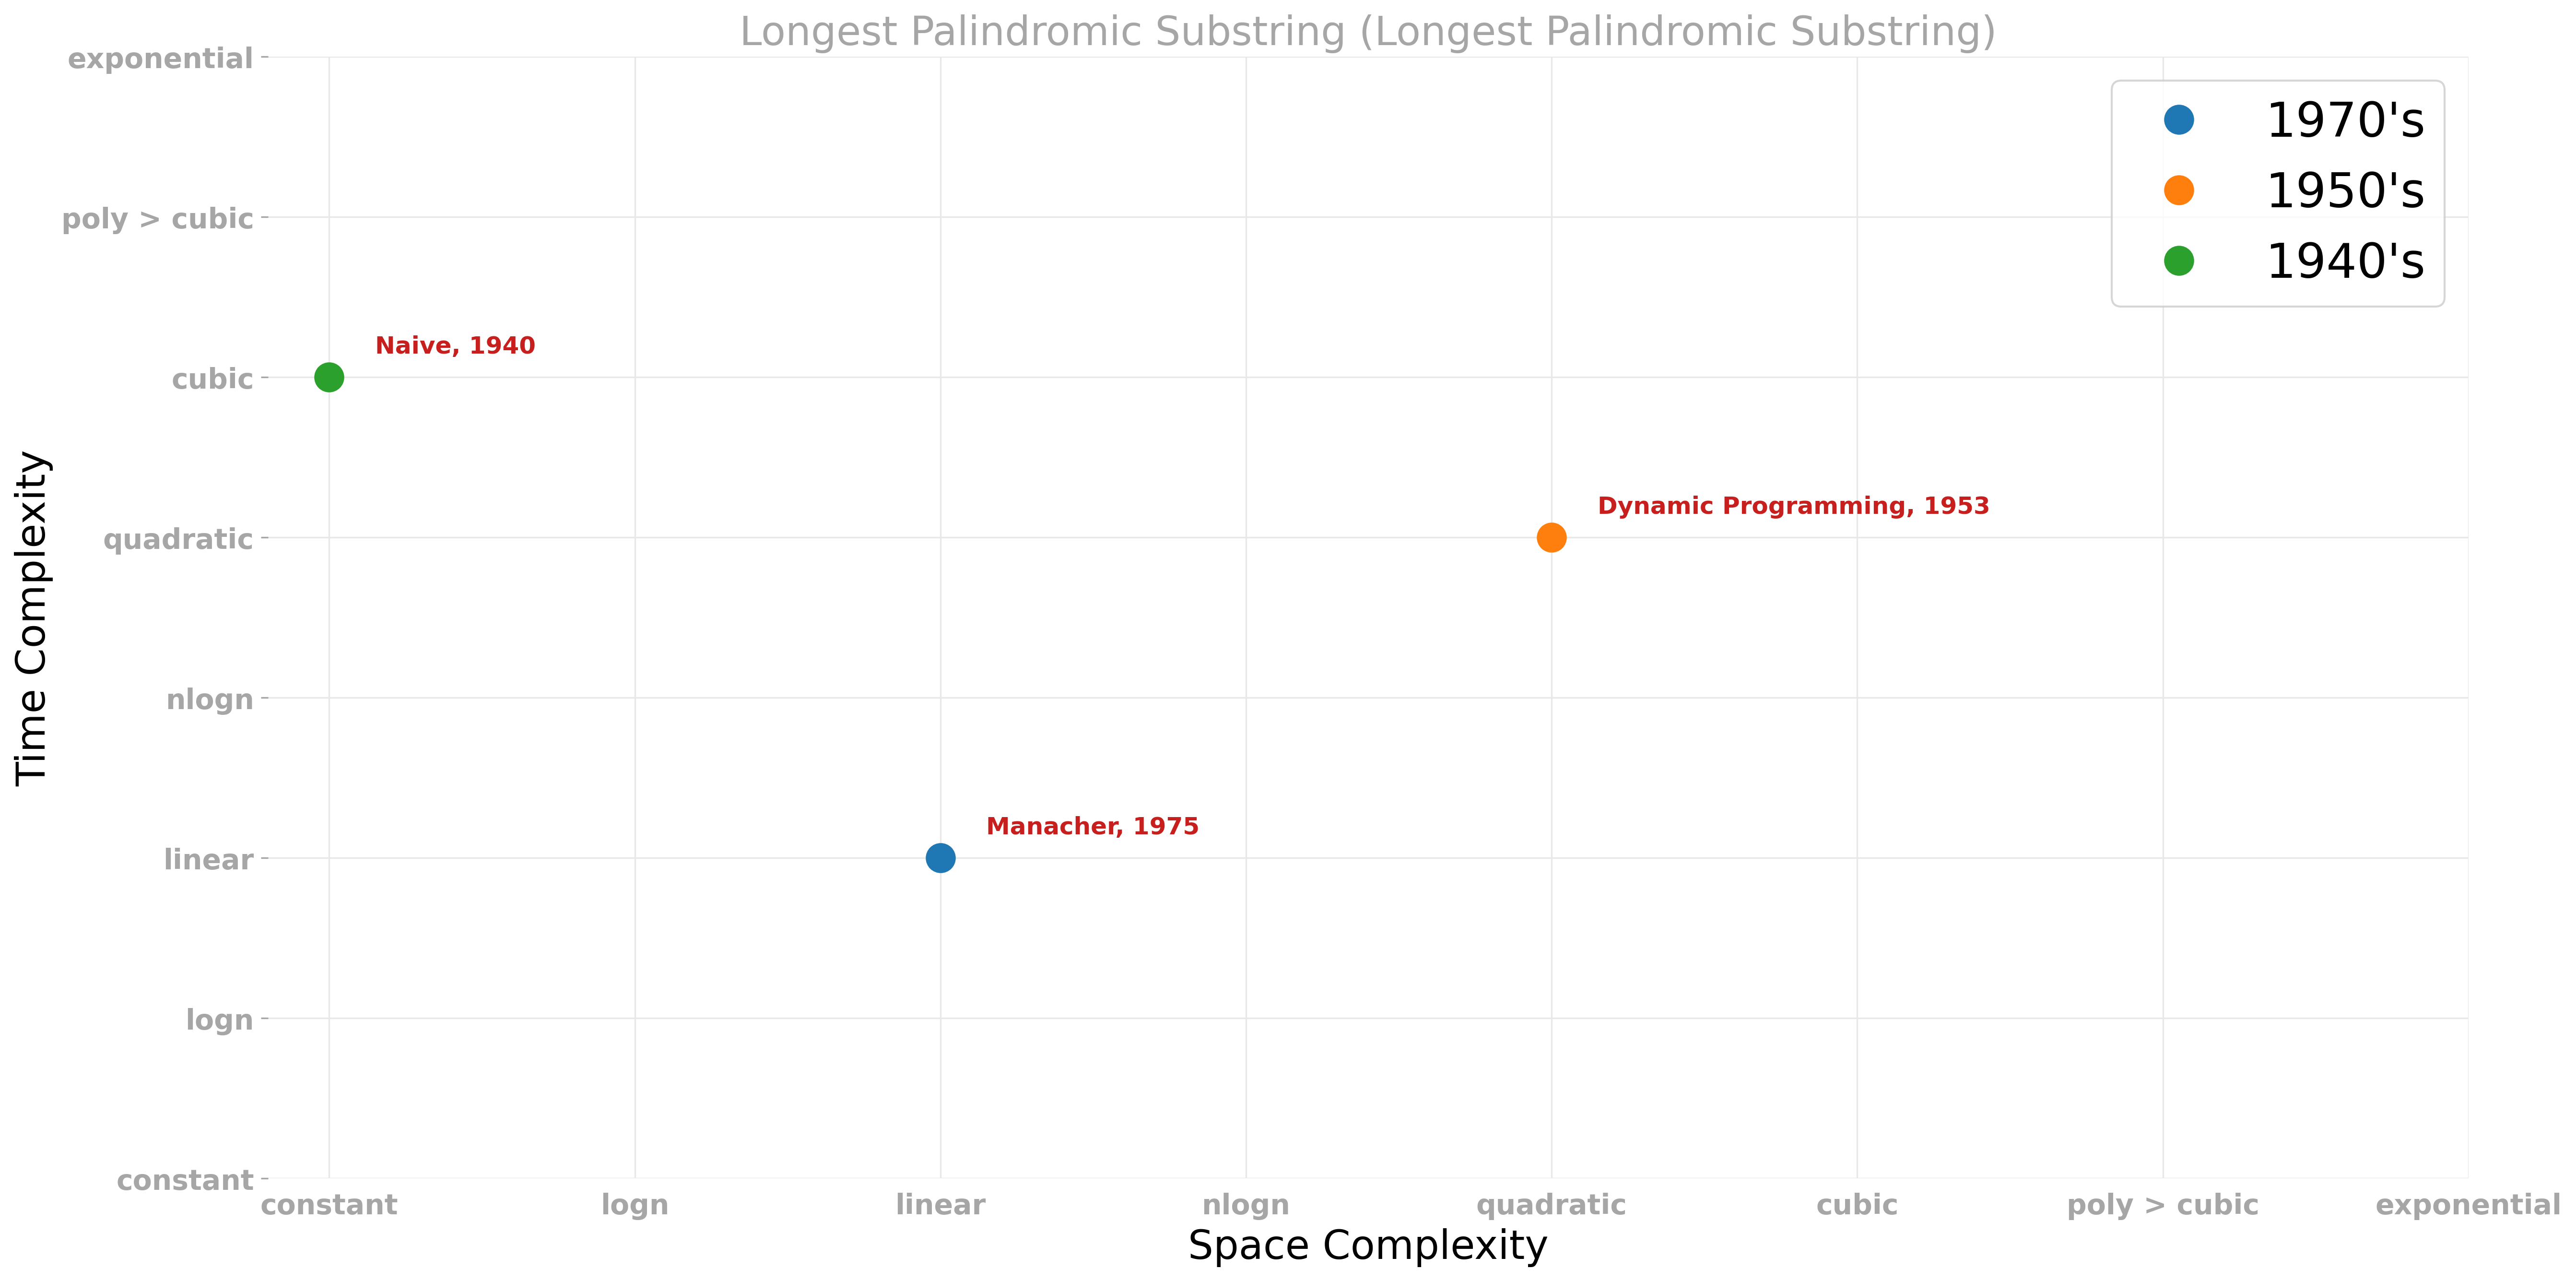 Longest Palindromic Substring (Longest Palindromic Substring)
exponential
poly > cubic
cubic
quadratic
nlogn
linear
logn
constant
Time Complexity
1970's
1950's
1940's
Naive, 1940
Dynamic Programming, 1953
Manacher, 1975
constant
logn
linear
nlogn
quadratic
cubic
poly > cubic
exponential
Space Complexity